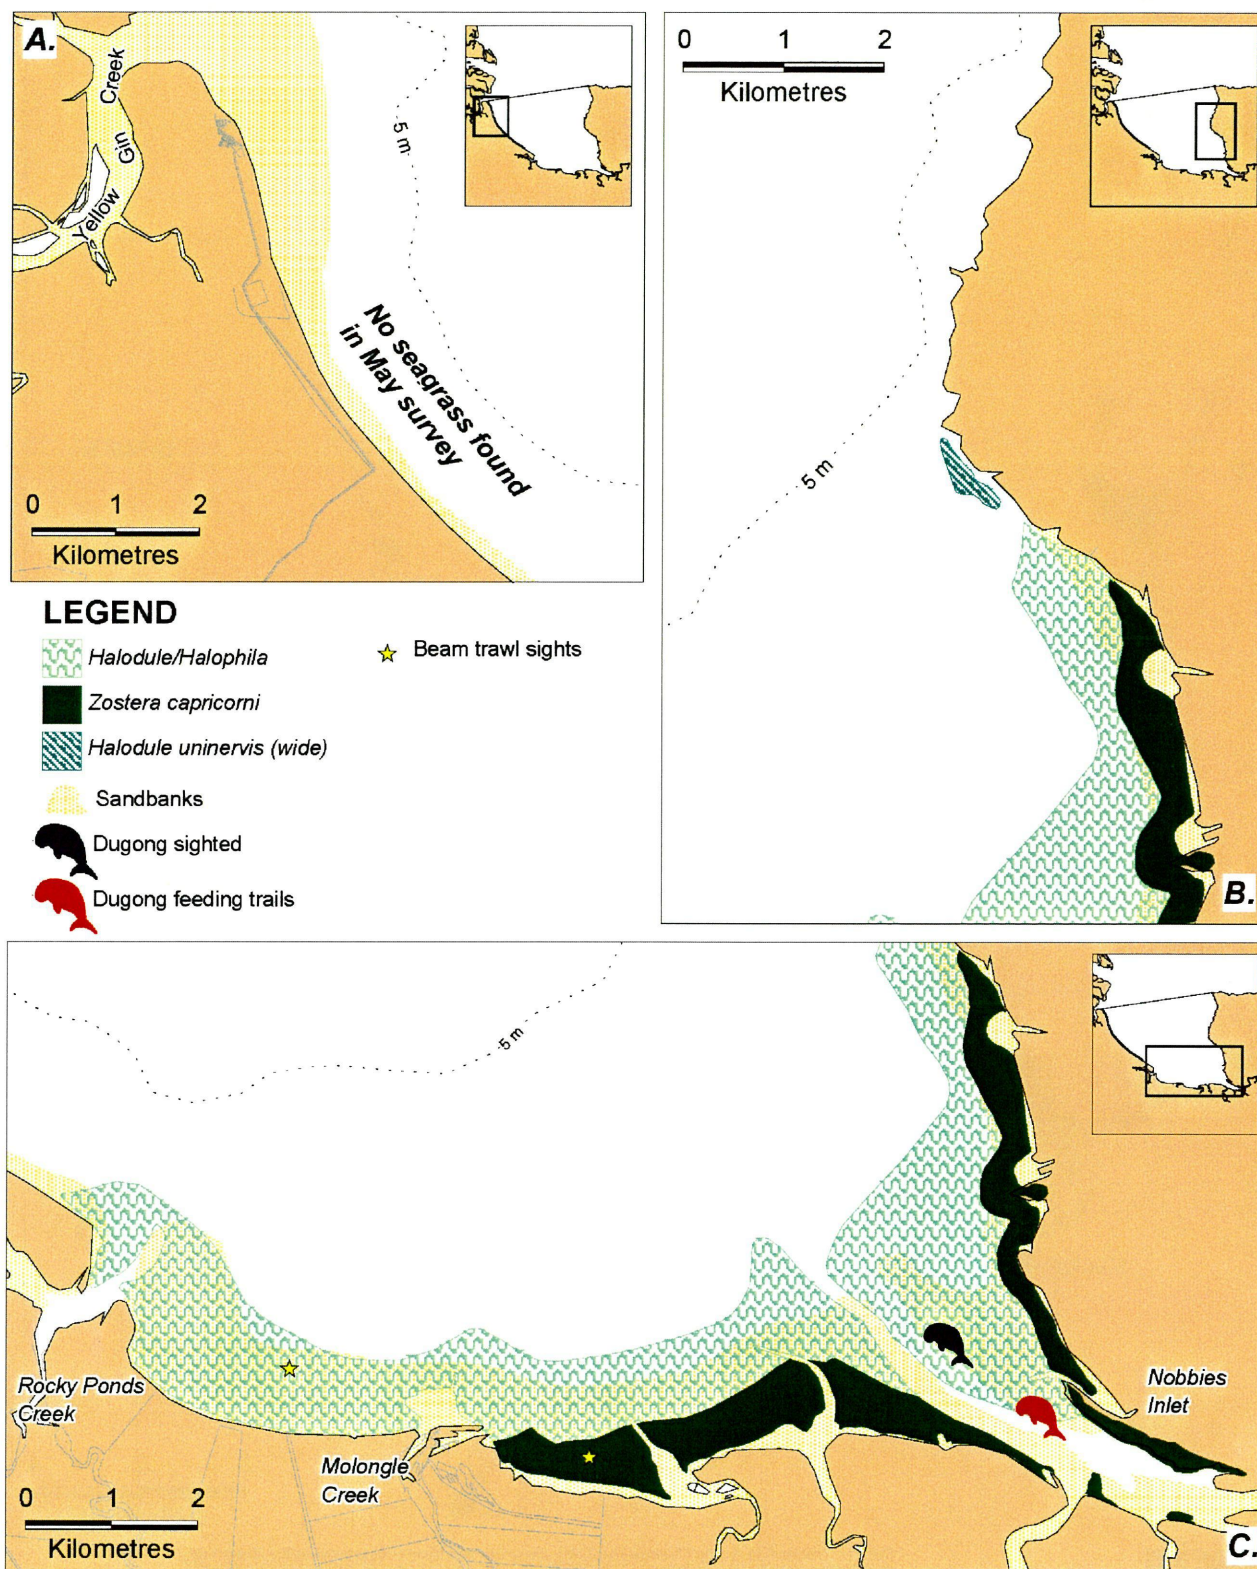 A.
Creek
Gin
Yellow
5 m
No seagrass found
in May survey
0 1 2
Kilometres
0 1 2
Kilometres
5 m
B.
LEGEND
Halodule/Halophila
Zostera capricorni
Halodule uninervis (wide)
Sandbanks
Dugong sighted
Dugong feeding trails
Beam trawl sights
5 m
Rocky Ponds
Creek
Molongle
Creek
Nobbies
Inlet
0 1 2
Kilometres
C.